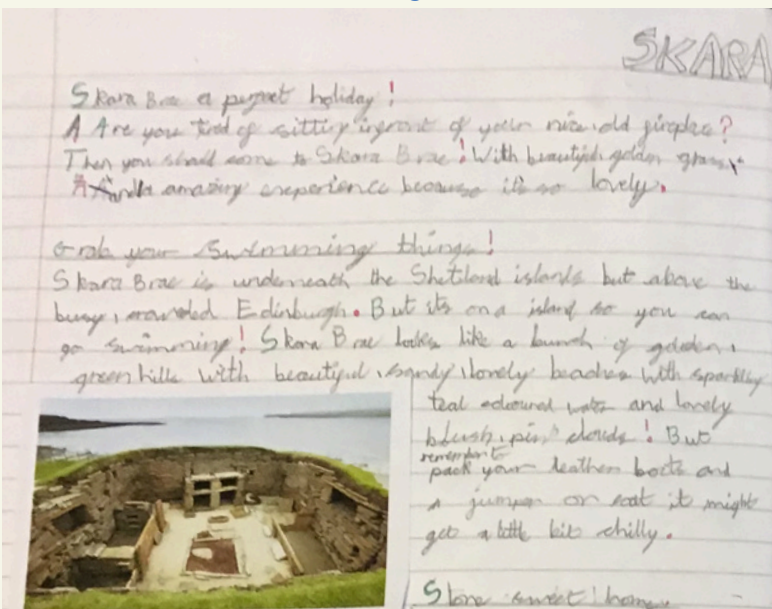 SKARA
Skara Brae a perfect holiday!
A Are you tired of sitting infront of your nice old fireplace?
Then you shall come to Skara Brae! With beautiful golden grass,
amazing experience because it's so lovely.
Grab your swimming things!
Skara Brae is underneath the Shetland islands but above the
busy, crowded Edinburgh. But its on a island so you can
go swimming! Skara Brae looks like a bunch of golden,
green hills with beautiful, sandy, lovely beaches with sparkling
teal coloured water and lovely
blush, pink clouds! But
remember
pack your leather boots and
a jumper or coat it might
get a little bit chilly.
Stone sweet home